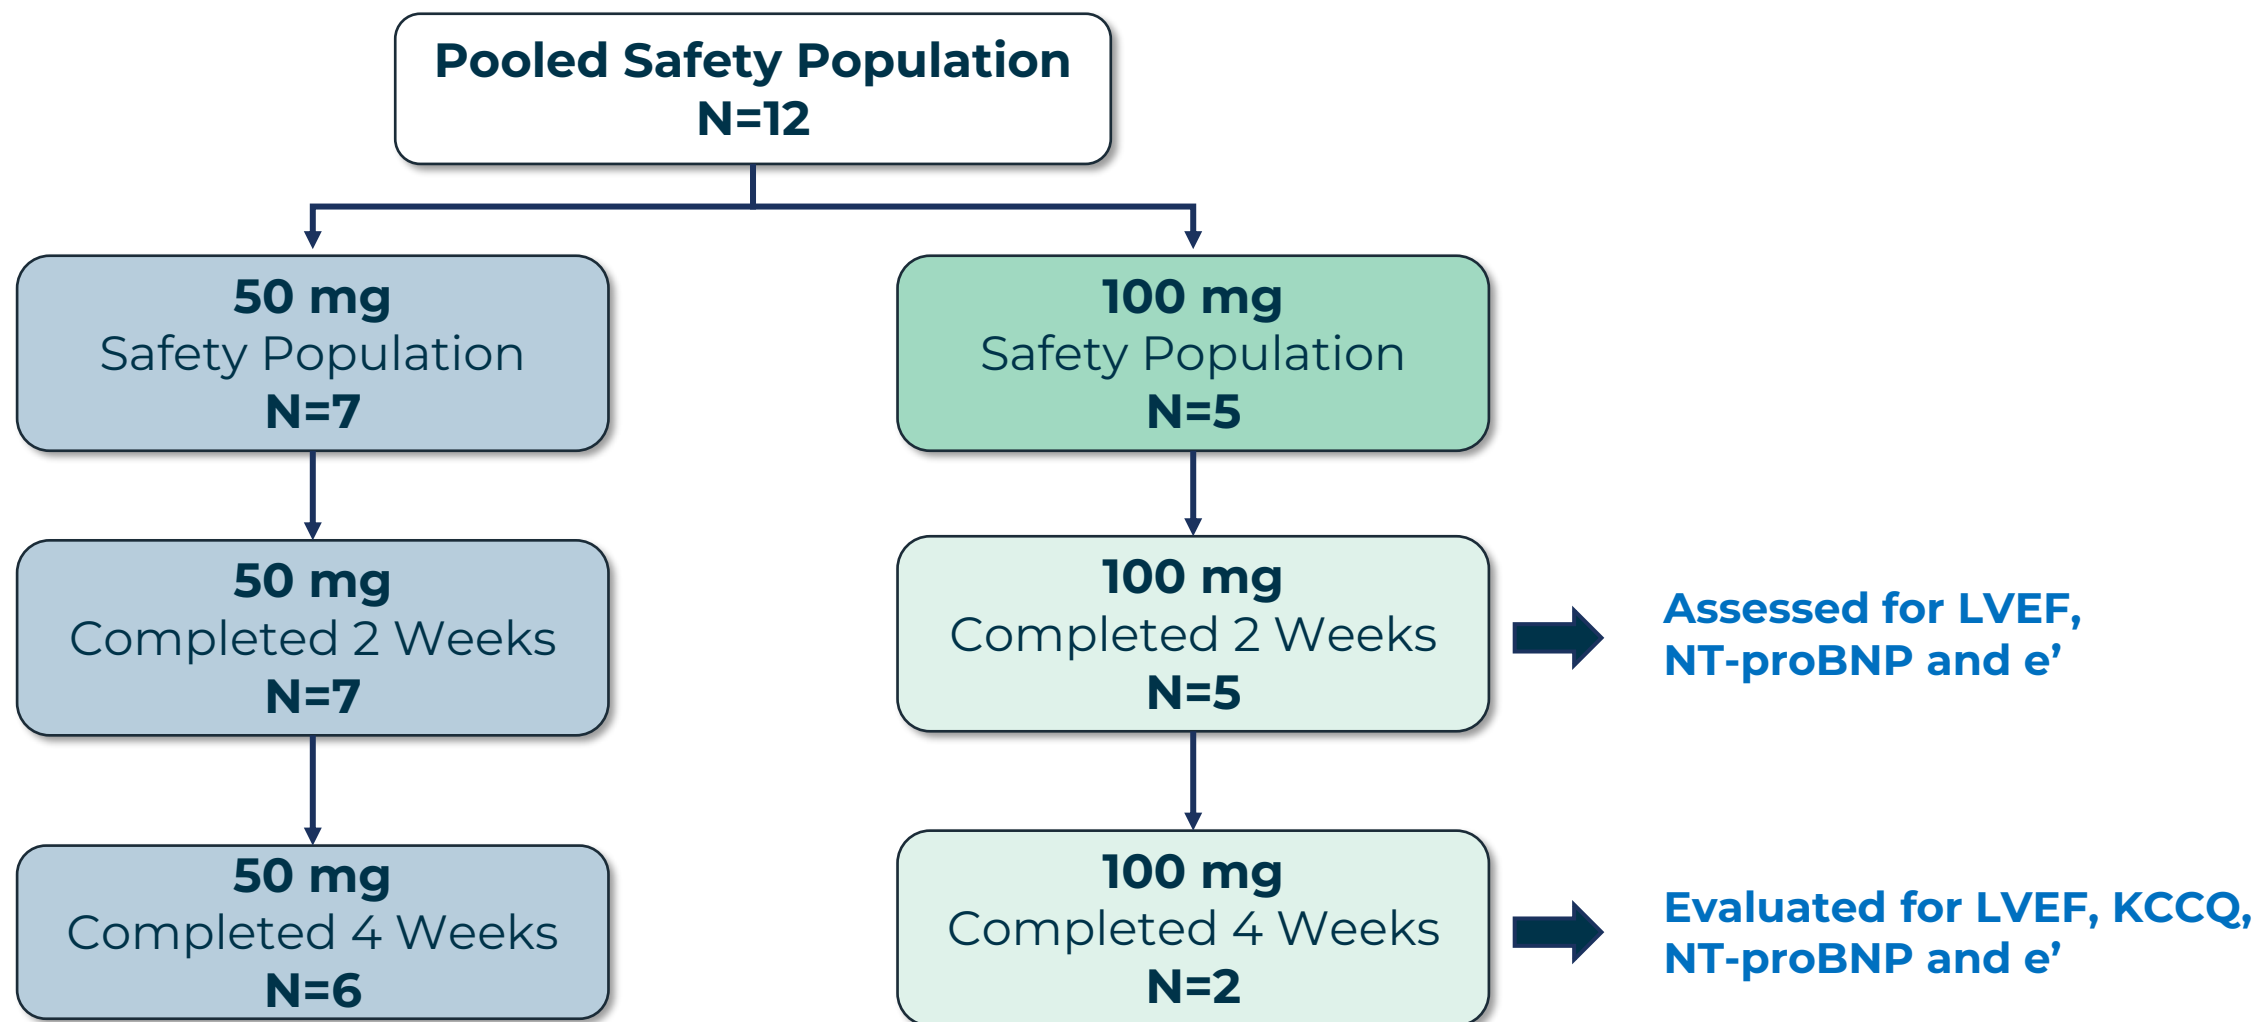 Pooled Safety Population
N=12
50 mg
Safety Population
N=7
100 mg
Safety Population
N=5
50 mg
Completed 2 Weeks
N=7
100 mg
Completed 2 Weeks
N=5
Assessed for LVEF,
NT-proBNP and e’
50 mg
Completed 4 Weeks
N=6
100 mg
Completed 4 Weeks
N=2
Evaluated for LVEF, KCCQ,
NT-proBNP and e’